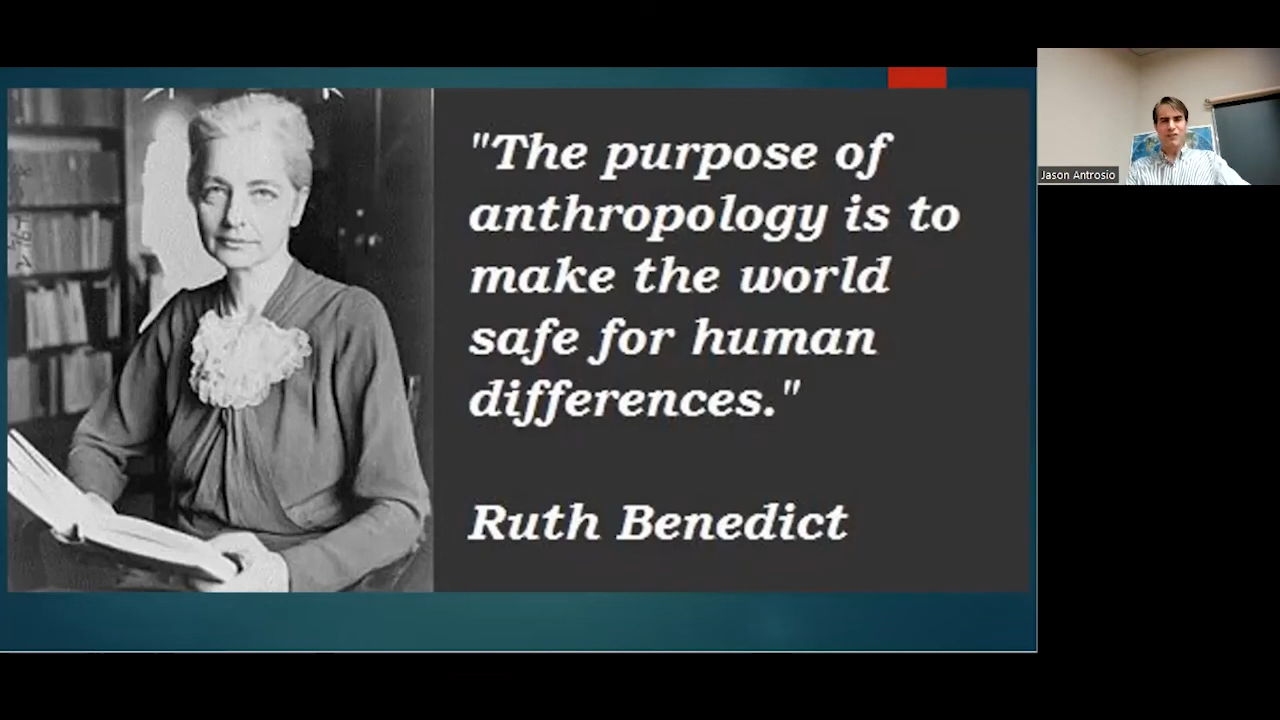 "The purpose of
anthropology is to
make the world
safe for human
differences."
Ruth Benedict
Jason Antrosio